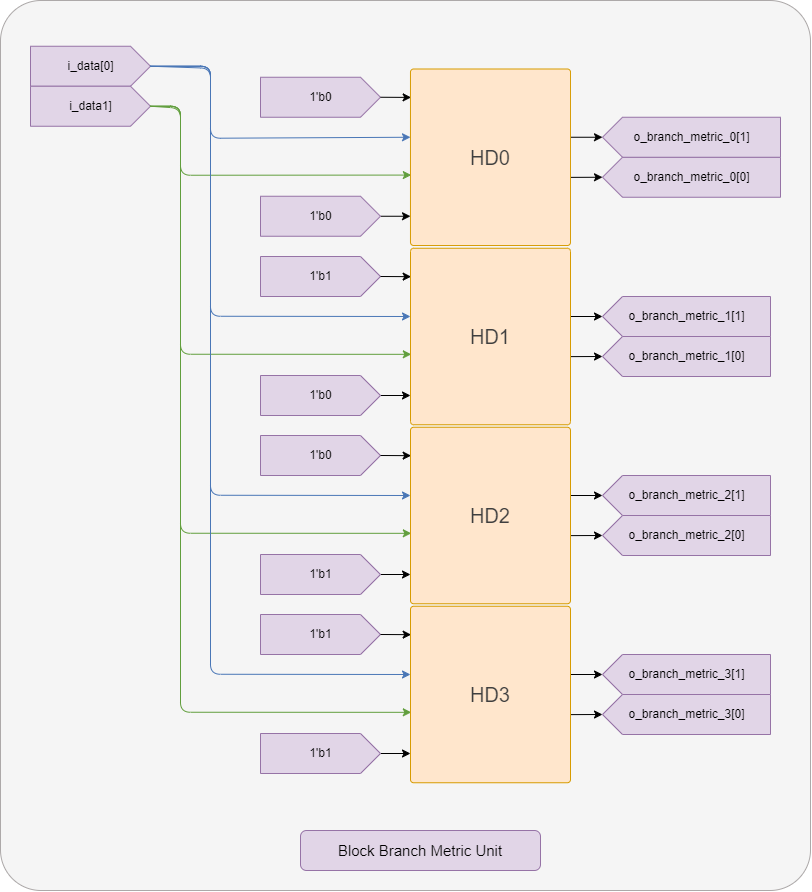 i_data[0]
i_data1]
1'b0
HD0
o_branch_metric_0[1]
o_branch_metric_0[0]
1'b0
1'b1
HD1
o_branch_metric_1[1]
o_branch_metric_1[0]
1'b0
1'b0
HD2
o_branch_metric_2[1]
o_branch_metric_2[0]
1'b1
1'b1
HD3
o_branch_metric_3[1]
o_branch_metric_3[0]
1'b1
Block Branch Metric Unit